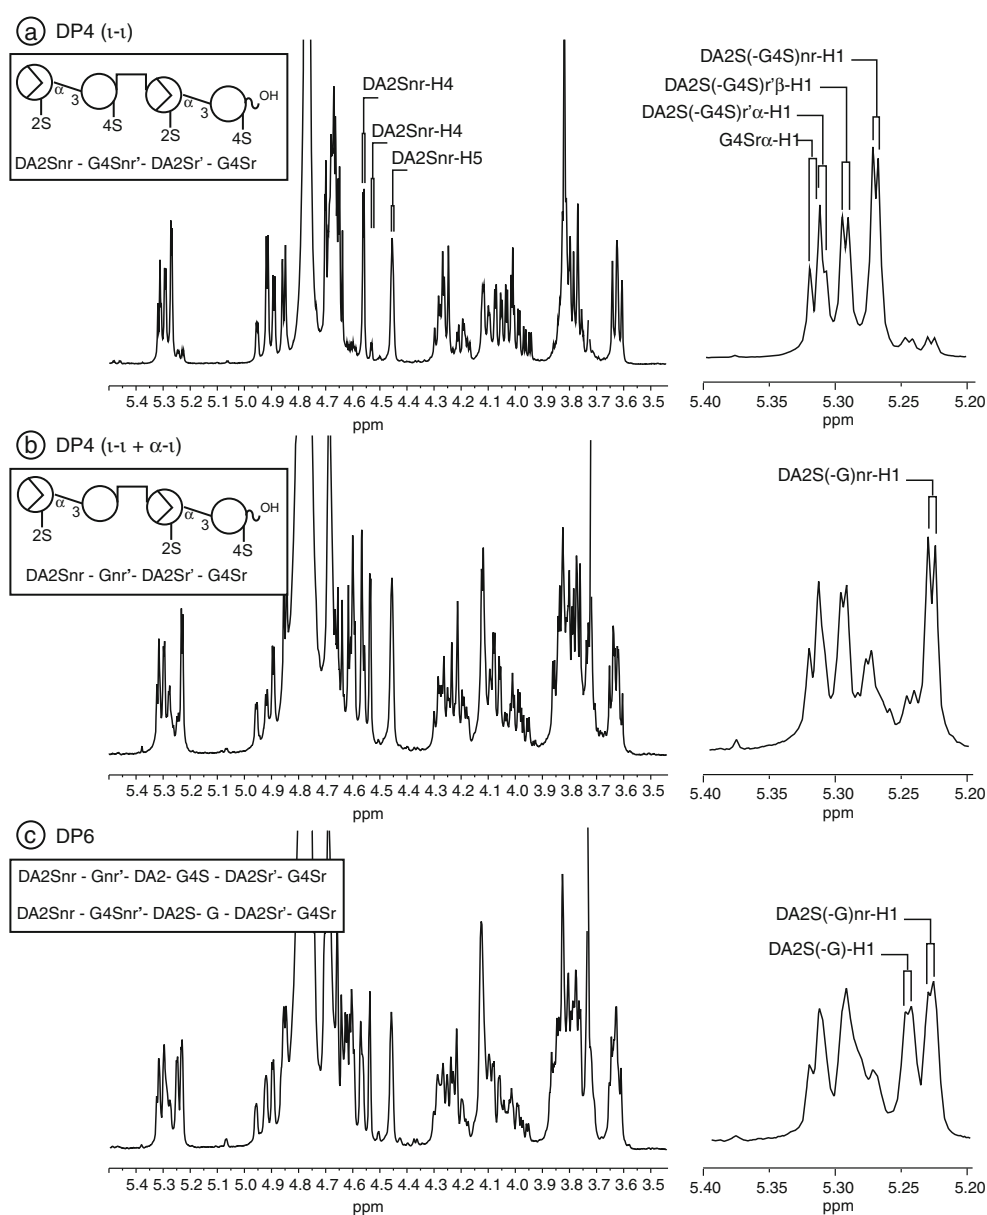 a DP4 (ι-ι)
α 3 α 3 OH
2S 4S 2S 4S
DA2Snr - G4Snr'- DA2Sr' - G4Sr
DA2Snr-H4
DA2Snr-H4
DA2Snr-H5
5.4 5.3 5.2 5.1 5.0 4.9 4.8 4.7 4.6 4.5 4.4 4.3 4.2 4.1 4.0 3.9 3.8 3.7 3.6 3.5
ppm
DA2S(-G4S)nr-H1
DA2S(-G4S)r'β-H1
DA2S(-G4S)r'α-H1
G4Srα-H1
5.40 5.35 5.30 5.25 5.20
ppm
b DP4 (ι-ι + α-ι)
α 3 α 3 OH
2S 2S 4S
DA2Snr - Gnr'- DA2Sr' - G4Sr
5.4 5.3 5.2 5.1 5.0 4.9 4.8 4.7 4.6 4.5 4.4 4.3 4.2 4.1 4.0 3.9 3.8 3.7 3.6 3.5
ppm
DA2S(-G)nr-H1
5.40 5.35 5.30 5.25 5.20
ppm
c DP6
DA2Snr - Gnr'- DA2- G4S - DA2Sr'- G4Sr
DA2Snr - G4Snr'- DA2S- G - DA2Sr'- G4Sr
5.4 5.3 5.2 5.1 5.0 4.9 4.8 4.7 4.6 4.5 4.4 4.3 4.2 4.1 4.0 3.9 3.8 3.7 3.6 3.5
ppm
DA2S(-G)nr-H1
DA2S(-G)-H1
5.40 5.35 5.30 5.25 5.20
ppm